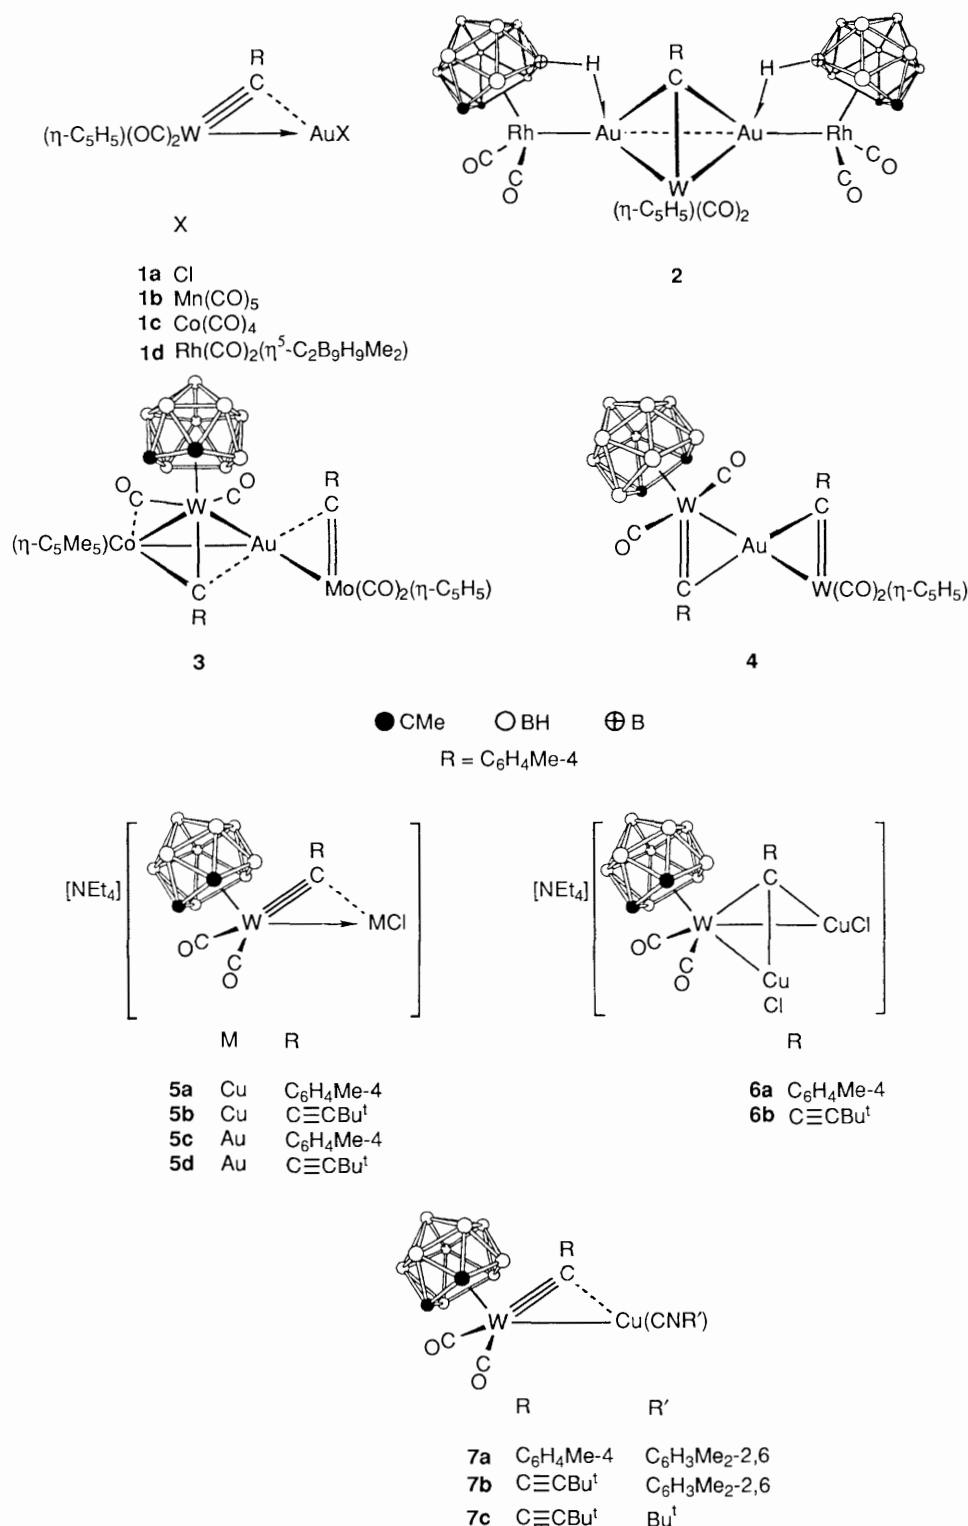 R
C
(η-C₅H₅)(OC)₂W AuX
X
1a Cl
1b Mn(CO)₅
1c Co(CO)₄
1d Rh(CO)₂(η⁵-C₂B₉H₉Me₂)
H R H
C
Rh Au Au Rh
OC C O W CO C O
(η-C₅H₅)(CO)₂
2
O C W CO R
C
(η-C₅Me₅)Co Au
C Mo(CO)₂(η-C₅H₅)
R
3
CO R
W C
OC Au
C W(CO)₂(η-C₅H₅)
R
4
CMe BH B
R = C₆H₄Me-4
[NEt₄] R
C
W MCl
OC C
O
M R
5a Cu C₆H₄Me-4
5b Cu C≡CBuᵗ
5c Au C₆H₄Me-4
5d Au C≡CBuᵗ
[NEt₄] R
C
W CuCl
OC C Cu
O Cl
R
6a C₆H₄Me-4
6b C≡CBuᵗ
R
C
W Cu(CNR′)
OC C
O
R R′
7a C₆H₄Me-4 C₆H₃Me₂-2,6
7b C≡CBuᵗ C₆H₃Me₂-2,6
7c C≡CBuᵗ Buᵗ